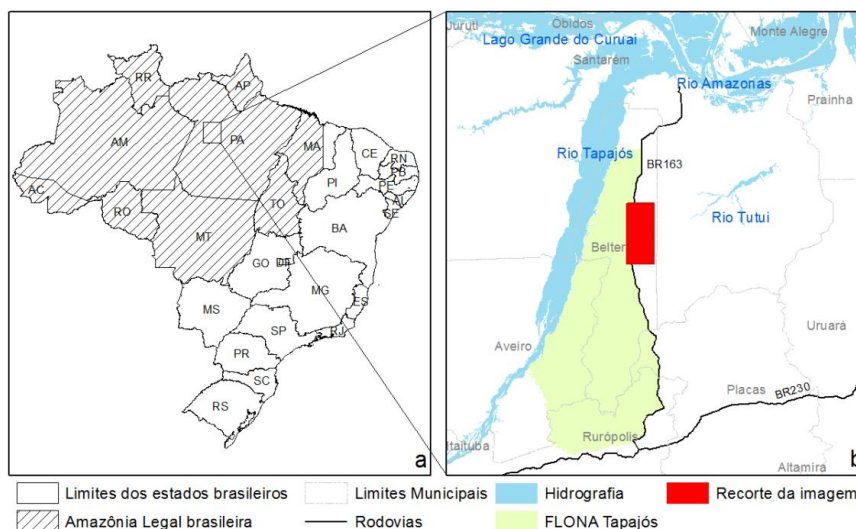 RR
AP
AM
PA
MA
CE
RN
PB
PE
AL
SE
PI
AC
TO
RO
BA
MT
GO
DF
MG
ES
MS
SP
RJ
PR
SC
RS
a
Juruti
Óbidos
Monte Alegre
Lago Grande do Curuai
Santarém
Rio Amazonas
Prainha
Rio Tapajós
BR163
Rio Tutui
Belter
Uruará
Aveiro
Placas
BR230
Rurópolis
Itaituba
Altamira
b
Limites dos estados brasileiros
Limites Municipais
Hidrografia
Recorte da imagem
Amazônia Legal brasileira
Rodovias
FLONA Tapajós